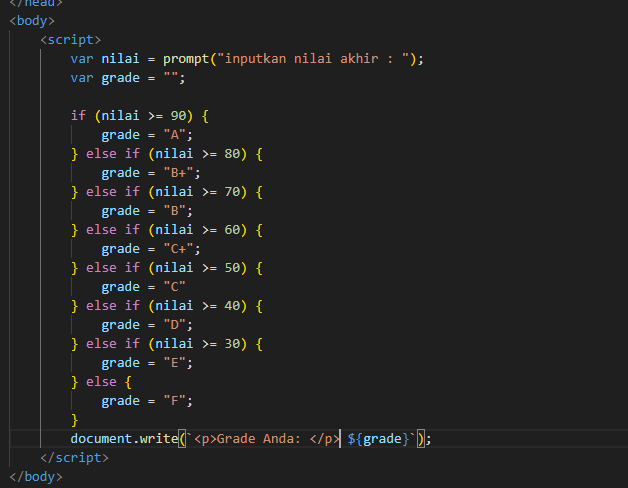 </head>
<body>
<script>
var nilai = prompt("inputkan nilai akhir : ");
var grade = "";
if (nilai >= 90) {
grade = "A";
} else if (nilai >= 80) {
grade = "B+";
} else if (nilai >= 70) {
grade = "B";
} else if (nilai >= 60) {
grade = "C+";
} else if (nilai >= 50) {
grade = "C"
} else if (nilai >= 40) {
grade = "D";
} else if (nilai >= 30) {
grade = "E";
} else {
grade = "F";
}
document.write(`<p>Grade Anda: </p> ${grade}`);
</script>
</body>